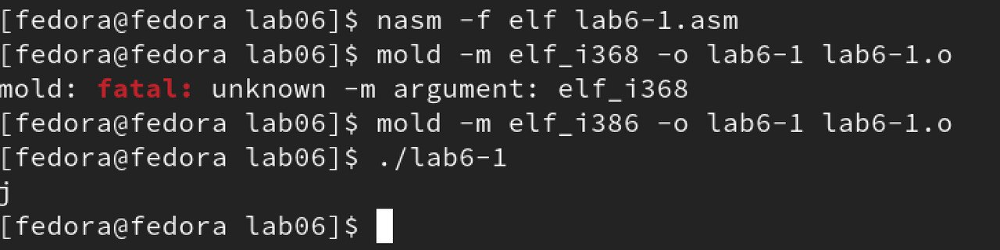 [fedora@fedora lab06]$ nasm -f elf lab6-1.asm
[fedora@fedora lab06]$ mold -m elf_i368 -o lab6-1 lab6-1.o
mold: fatal: unknown -m argument: elf_i368
[fedora@fedora lab06]$ mold -m elf_i386 -o lab6-1 lab6-1.o
[fedora@fedora lab06]$ ./lab6-1
j
[fedora@fedora lab06]$